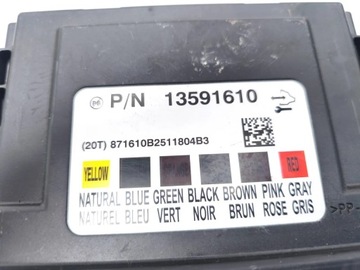 P/N 13591610
(20T) 871610B2511804B3
YELLOW RED
NATURAL BLUE GREEN BLACK BROWN PINK GRAY
NATUREL BLEU VERT NOIR BRUN ROSE GRIS
>PP-